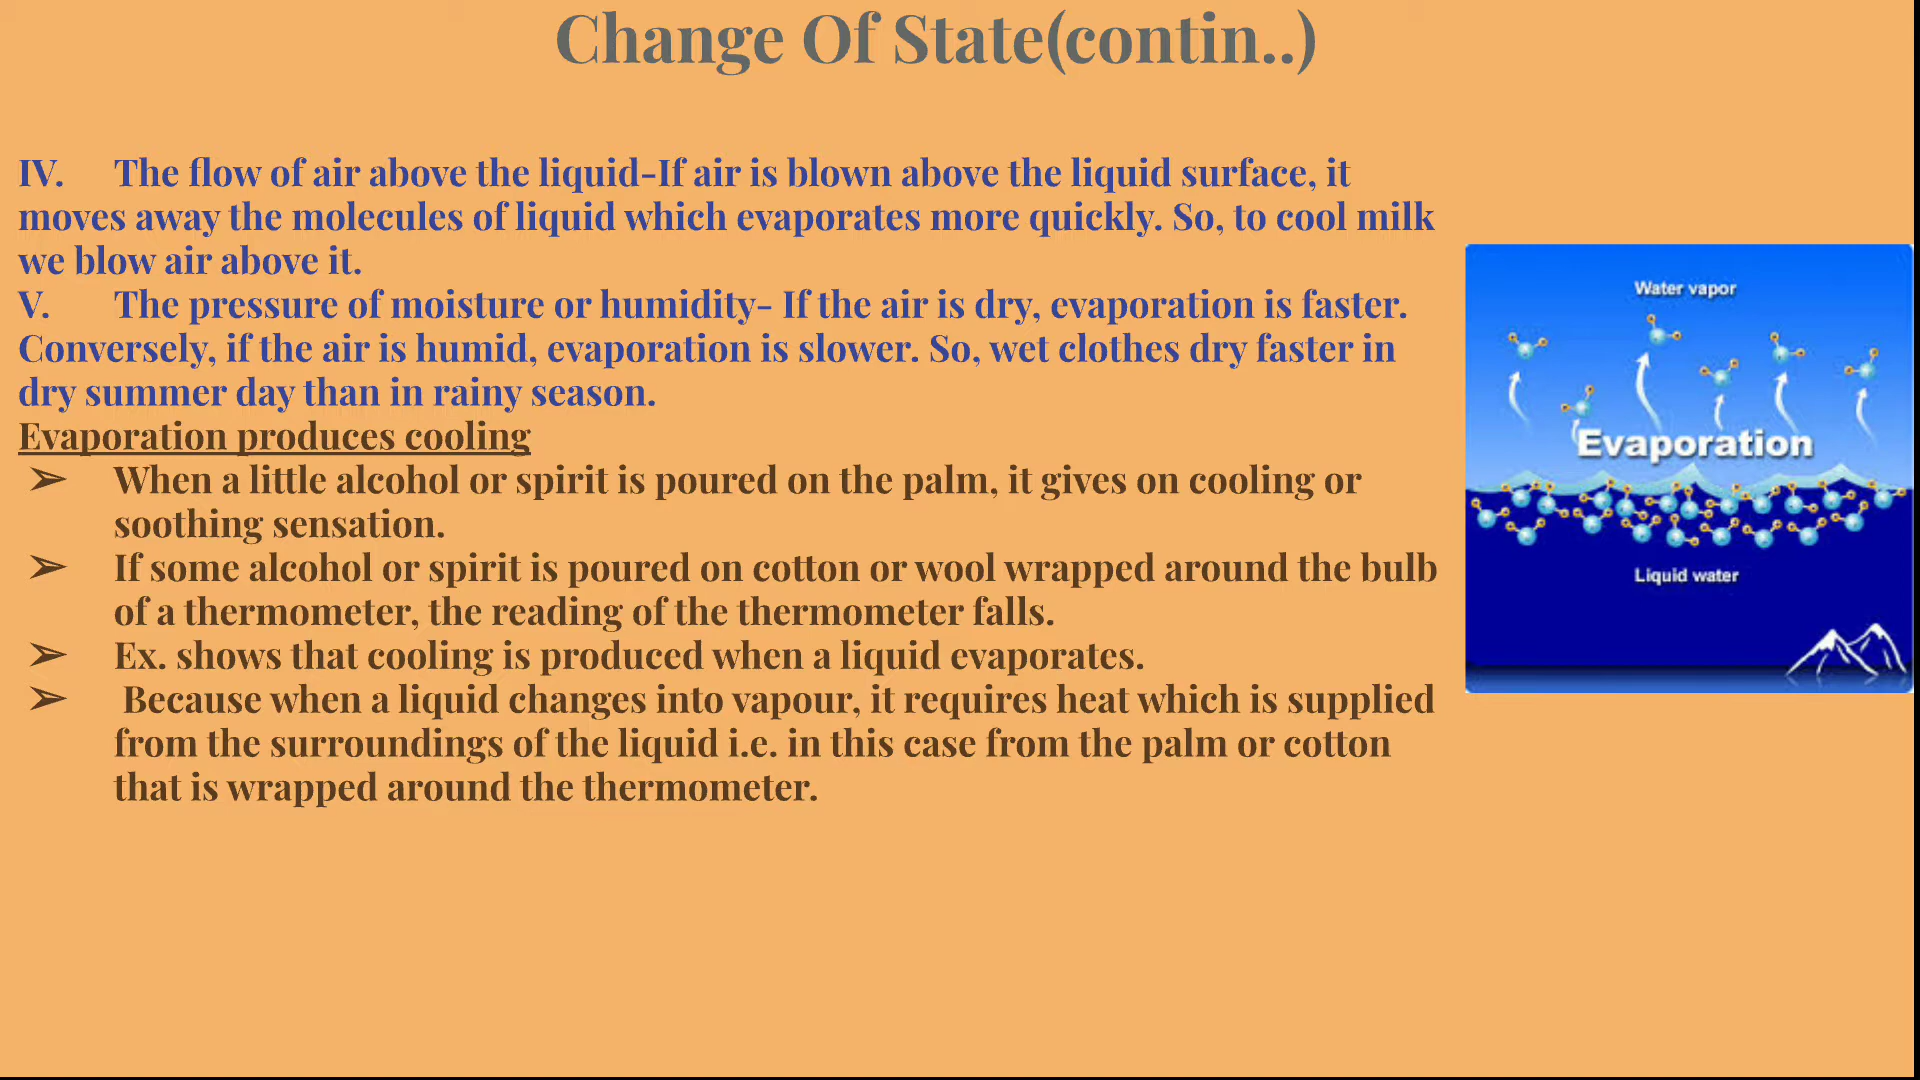 Change Of State(contin..)
IV. The flow of air above the liquid-If air is blown above the liquid surface, it
moves away the molecules of liquid which evaporates more quickly. So, to cool milk
we blow air above it.
V. The pressure of moisture or humidity- If the air is dry, evaporation is faster.
Conversely, if the air is humid, evaporation is slower. So, wet clothes dry faster in
dry summer day than in rainy season.
Evaporation produces cooling
➢ When a little alcohol or spirit is poured on the palm, it gives on cooling or
soothing sensation.
➢ If some alcohol or spirit is poured on cotton or wool wrapped around the bulb
of a thermometer, the reading of the thermometer falls.
➢ Ex. shows that cooling is produced when a liquid evaporates.
➢ Because when a liquid changes into vapour, it requires heat which is supplied
from the surroundings of the liquid i.e. in this case from the palm or cotton
that is wrapped around the thermometer.
Water vapor
Evaporation
Liquid water